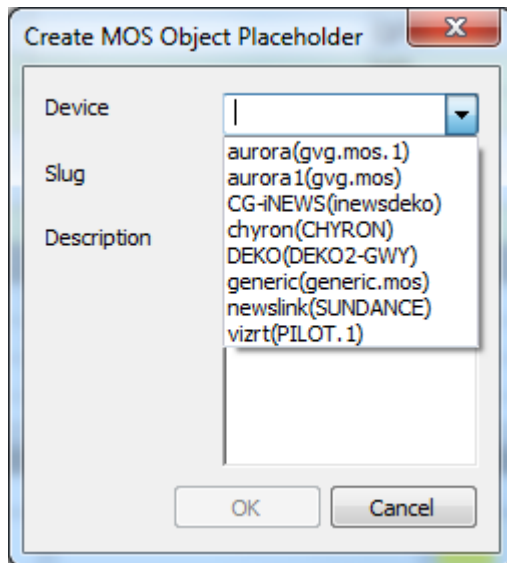 Create MOS Object Placeholder
Device
aurora(gvg.mos.1)
aurora1(gvg.mos)
CG-iNEWS(inewsdeko)
chyron(CHYRON)
DEKO(DEKO2-GWY)
generic(generic.mos)
newslink(SUNDANCE)
vizrt(PILOT.1)
Slug
Description
OK
Cancel